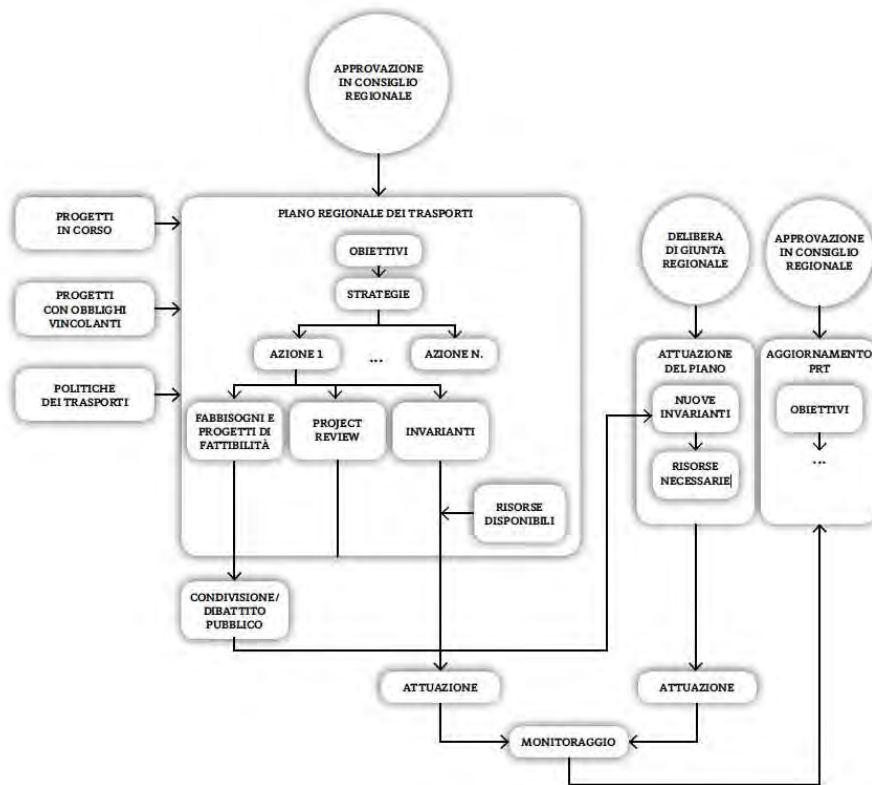 APPROVAZIONE
IN CONSIGLIO
REGIONALE
PROGETTI
IN CORSO
PROGETTI
CON OBBLIGHI
VINCOLANTI
POLITICHE
DEI TRASPORTI
PIANO REGIONALE DEI TRASPORTI
OBIETTIVI
STRATEGIE
AZIONE 1
...
AZIONE N.
FABBISOGNI E
PROGETTI DI
FATTIBILITÀ
PROJECT
REVIEW
INVARIANTI
RISORSE
DISPONIBILI
CONDIVISIONE/
DIBATTITO
PUBBLICO
DELIBERA
DI GIUNTA
REGIONALE
ATTUAZIONE
DEL PIANO
NUOVE
INVARIANTI
RISORSE
NECESSARIE
APPROVAZIONE
IN CONSIGLIO
REGIONALE
AGGIORNAMENTO
PRT
OBIETTIVI
...
ATTUAZIONE
ATTUAZIONE
MONITORAGGIO